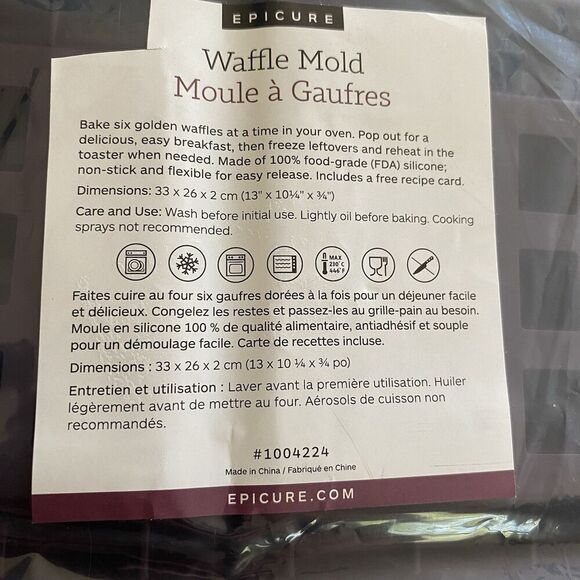 EPICURE
Waffle Mold
Moule à Gaufres
Bake six golden waffles at a time in your oven. Pop out for a
delicious, easy breakfast, then freeze leftovers and reheat in the
toaster when needed. Made of 100% food-grade (FDA) silicone;
non-stick and flexible for easy release. Includes a free recipe card.
Dimensions: 33 x 26 x 2 cm (13" x 10¼" x ¾")
Care and Use: Wash before initial use. Lightly oil before baking. Cooking
sprays not recommended.
MAX
230˚C
446˚F
Faites cuire au four six gaufres dorées à la fois pour un déjeuner facile
et délicieux. Congelez les restes et passez-les au grille-pain au besoin.
Moule en silicone 100 % de qualité alimentaire, antiadhésif et souple
pour un démoulage facile. Carte de recettes incluse.
Dimensions : 33 x 26 x 2 cm (13 x 10 ¼ x ¾ po)
Entretien et utilisation : Laver avant la première utilisation. Huiler
légèrement avant de mettre au four. Aérosols de cuisson non
recommandés.
#1004224
Made in China / Fabriqué en Chine
EPICURE.COM